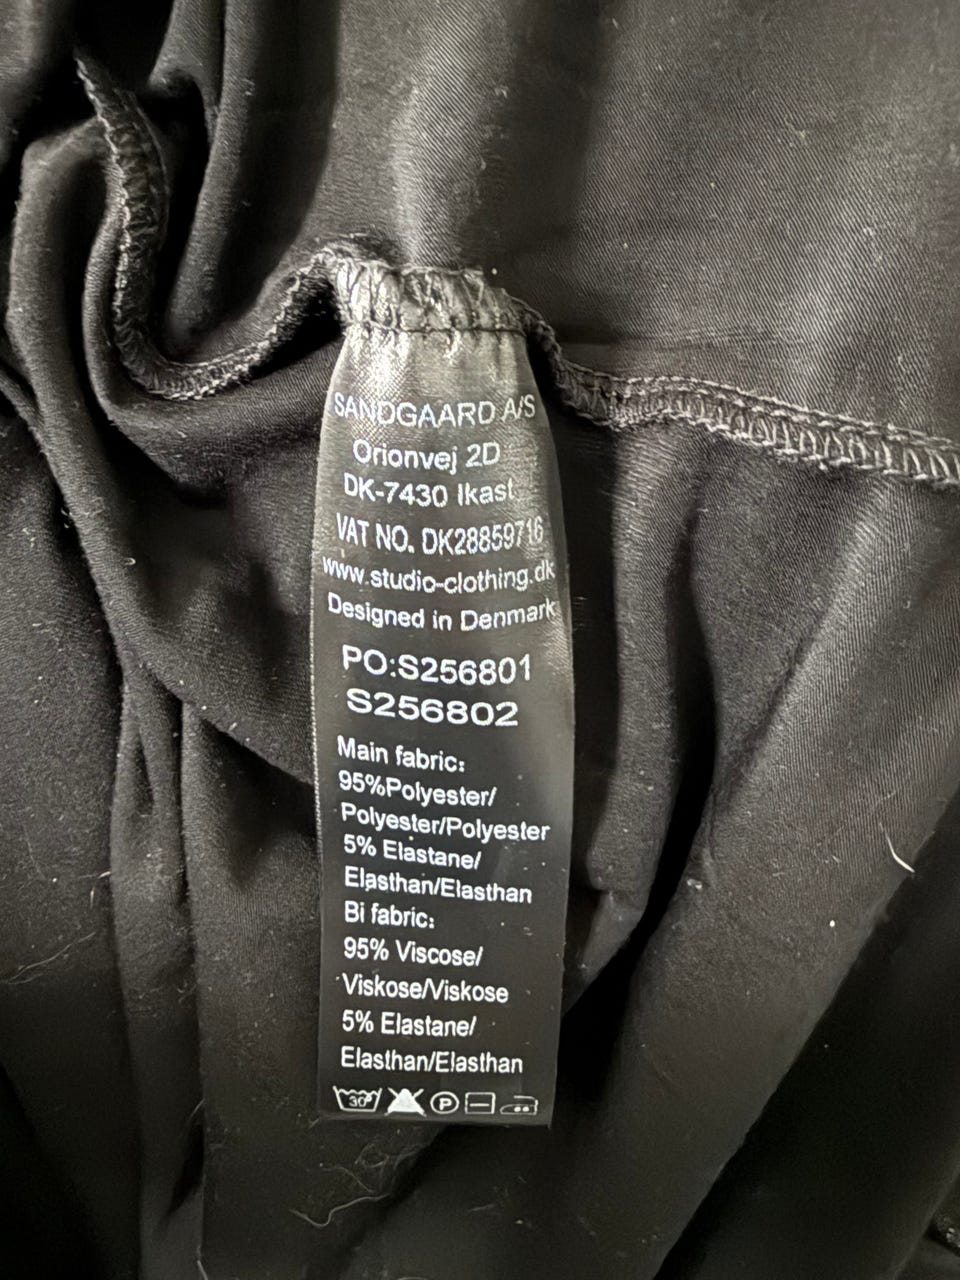 SANDGAARD A/S
Orionvej 2D
DK-7430 Ikast
VAT NO. DK28859716
www.studio-clothing.dk
Designed in Denmark
PO:S256801
S256802
Main fabric:
95%Polyester/
Polyester/Polyester
5% Elastane/
Elasthan/Elasthan
Bi fabric:
95% Viscose/
Viskose/Viskose
5% Elastane/
Elasthan/Elasthan
30° P